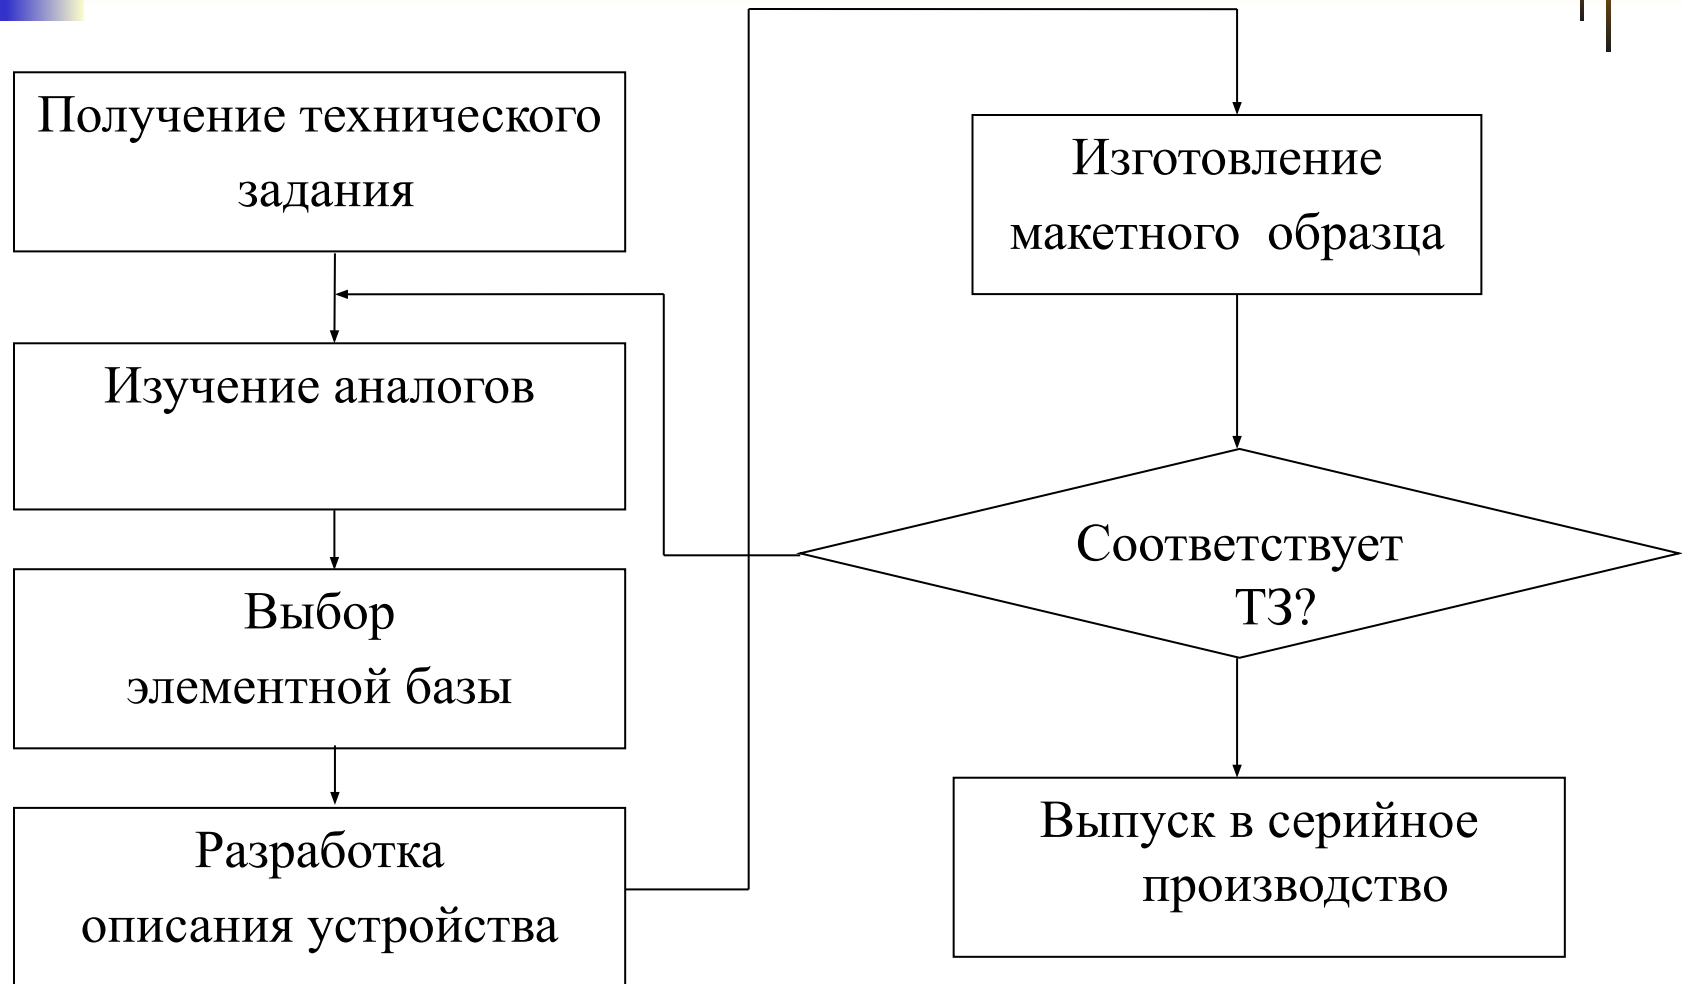 Получение технического
задания
Изучение аналогов
Выбор
элементной базы
Разработка
описания устройства
Изготовление
макетного образца
Соответствует
ТЗ?
Выпуск в серийное
производство